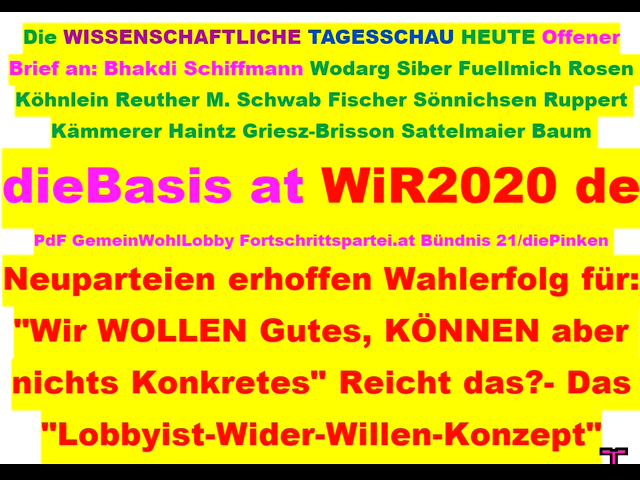 Die WISSENSCHAFTLICHE TAGESSCHAU HEUTE Offener
Brief an: Bhakdi Schiffmann Wodarg Siber Fuellmich Rosen
Köhnlein Reuther M. Schwab Fischer Sönnichsen Ruppert
Kämmerer Haintz Griesz-Brisson Sattelmaier Baum
dieBasis at WiR2020 de
PdF GemeinWohlLobby Fortschrittspartei.at Bündnis 21/diePinken
Neuparteien erhoffen Wahlerfolg für:
"Wir WOLLEN Gutes, KÖNNEN aber
nichts Konkretes" Reicht das?- Das
"Lobbyist-Wider-Willen-Konzept"